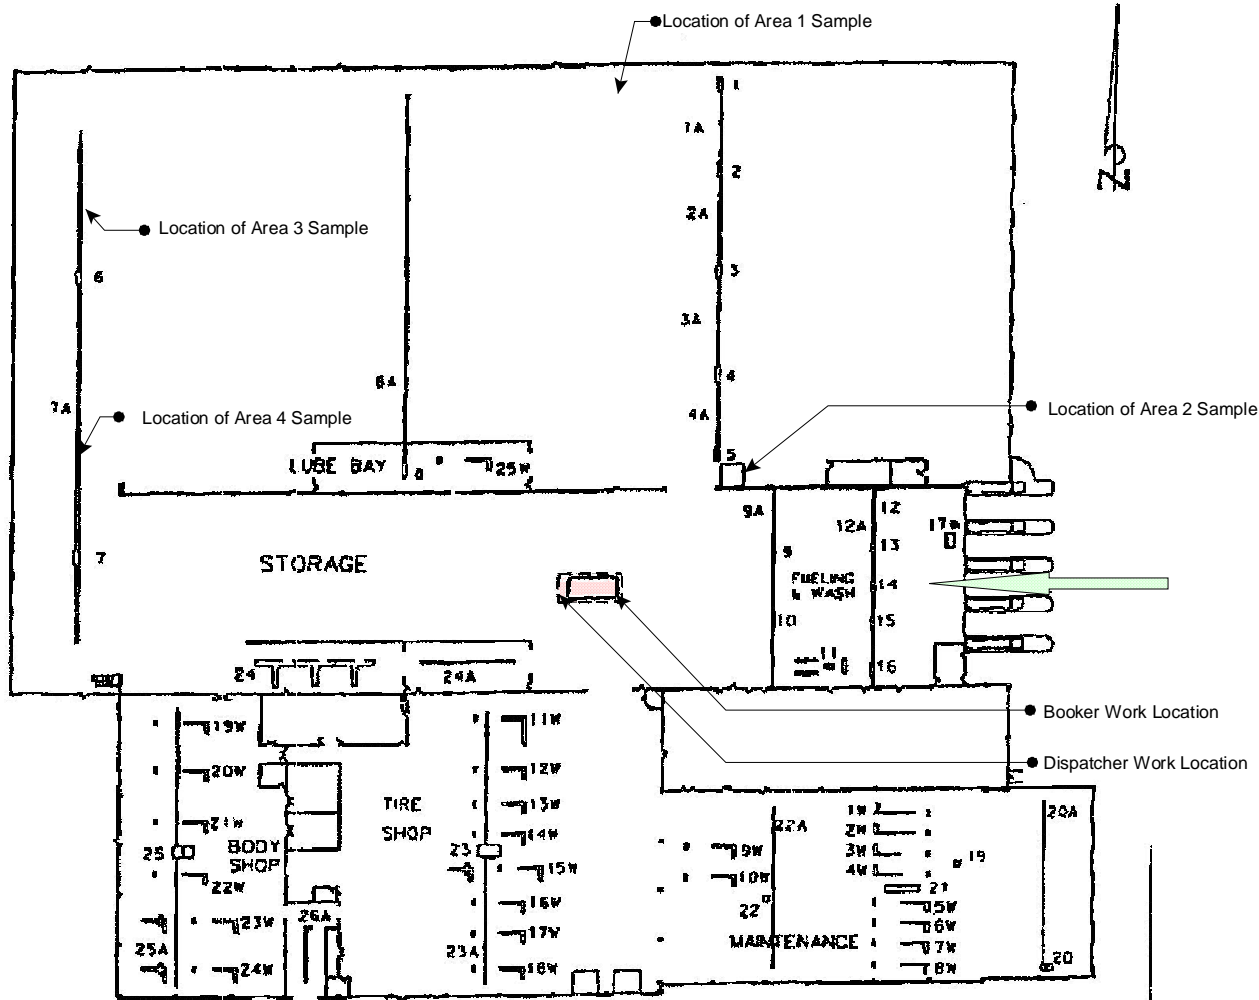 Location of Area 1 Sample
1
1A
2
Location of Area 3 Sample
2A
3
6
3A
4
6A
7A
Location of Area 4 Sample
4A
Location of Area 2 Sample
5
LUBE BAY
8
25W
9A
12
12A
17A
13
9
7
STORAGE
FUELING
& WASH
14
10
15
11
16
24
24A
Booker Work Location
Dispatcher Work Location
19W
11W
20W
12W
TIRE
SHOP
13W
14W
21W
BODY
SHOP
25
23
15W
22W
16W
26A
23W
17W
25A
23A
24W
18W
22A
1W
2W
3W
4W
20A
19
9W
10W
21
22
5W
6W
MAINTENANCE
7W
8W
20
N